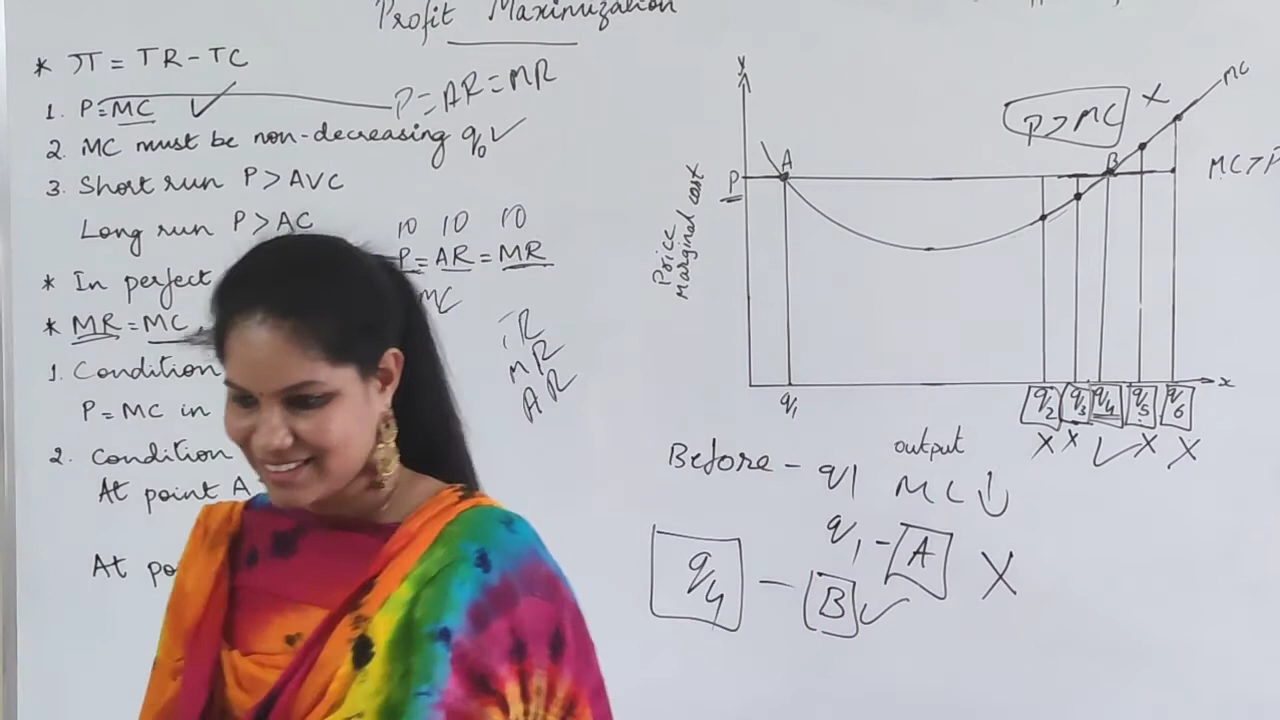 Profit Maximization
* π = TR - TC
1. P=MC ✓
P=AR=MR
2. MC must be non-decreasing q₀✓
3. Short run P>AVC
Long run P>AC
10 10 10
* In perfect
P=AR=MR
MC
* MR=MC
1. Condition
P=MC in
2. Condition
At point A
At po
TR
MR
AR
y
P
Price
Marginal cost
A
B
P>MC X
MC
MC>P
x
q₁ q₂ q₃ q₄ q₅ q₆
X X ✓ X X
output
Before - q1 MC↓
q₁ - A X
q₄ - B ✓